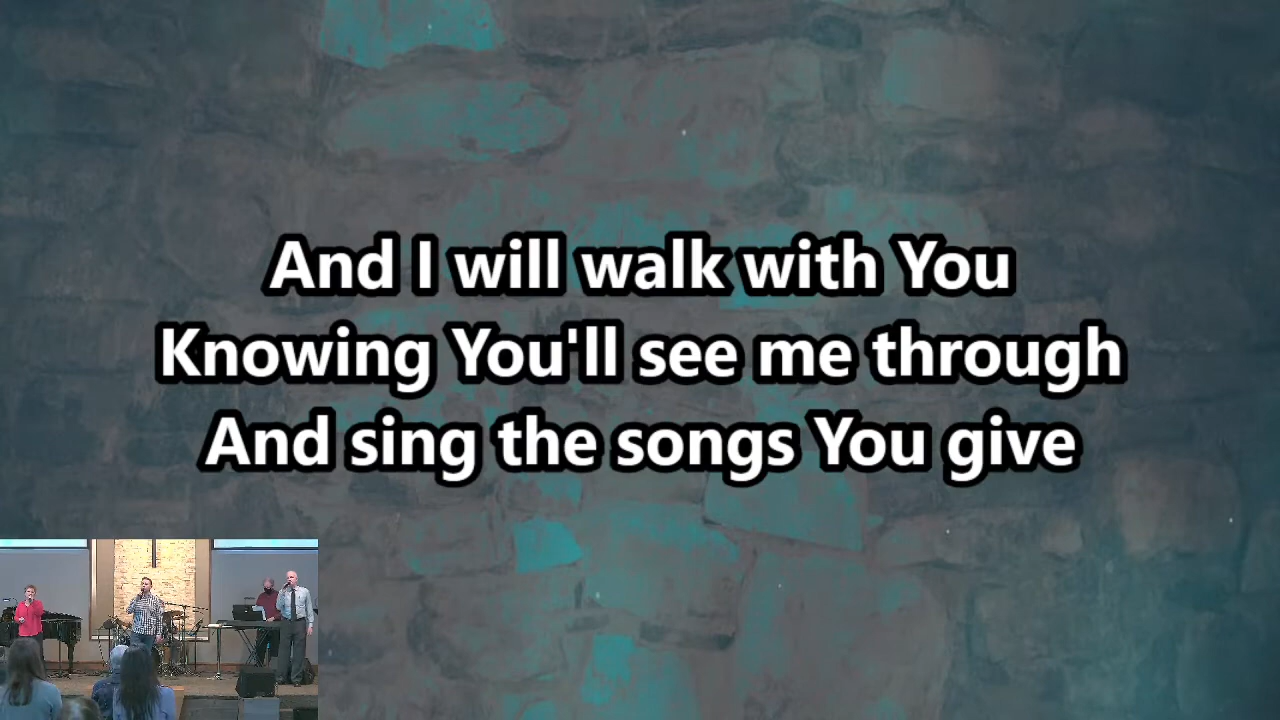 And I will walk with You
Knowing You'll see me through
And sing the songs You give